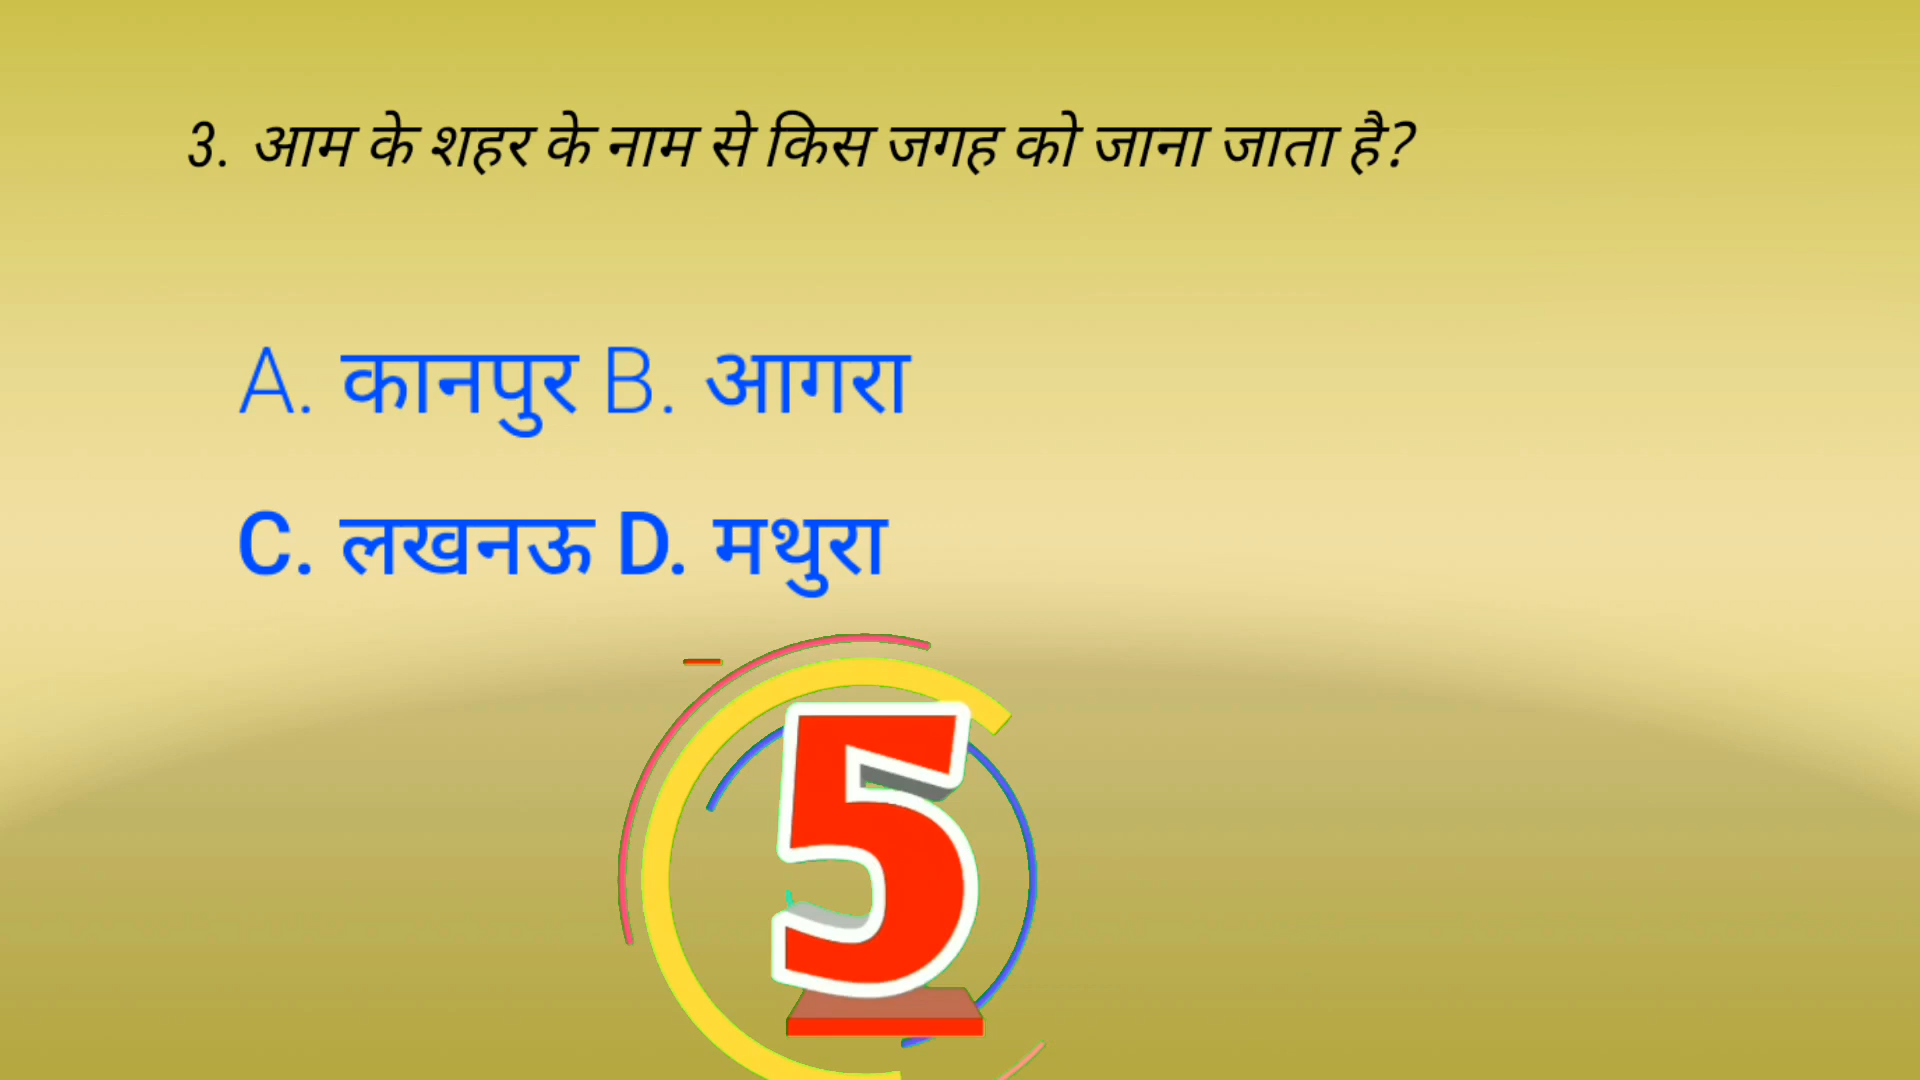 3. आम के शहर के नाम से किस जगह को जाना जाता है?
A. कानपुर B. आगरा
C. लखनऊ D. मथुरा
5